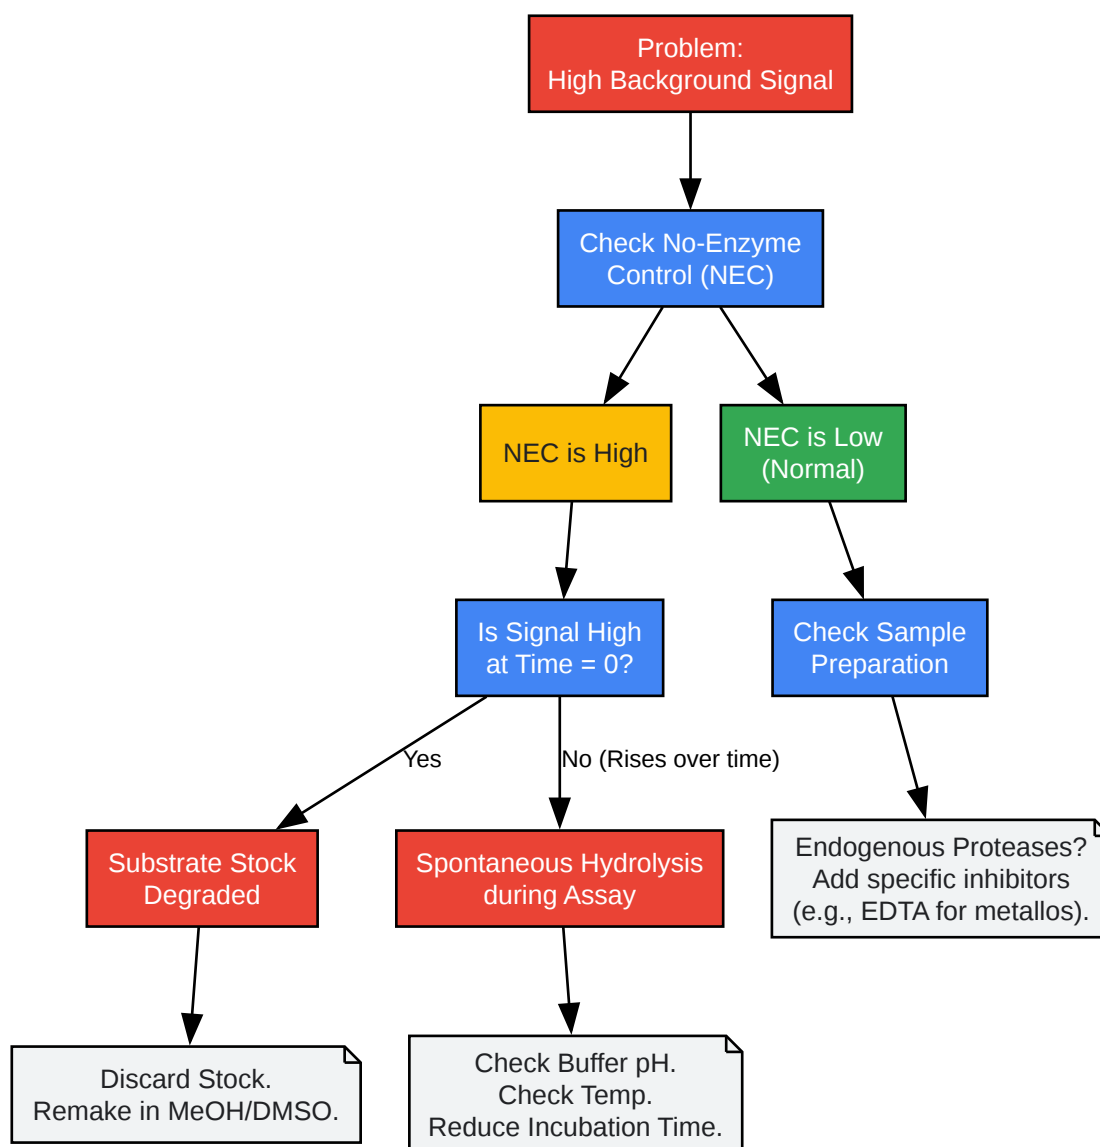 Problem:
High Background Signal
Check No-Enzyme
Control (NEC)
NEC is High
NEC is Low
(Normal)
Is Signal High
at Time = 0?
Check Sample
Preparation
Yes
No (Rises over time)
Substrate Stock
Degraded
Spontaneous Hydrolysis
during Assay
Endogenous Proteases?
Add specific inhibitors
(e.g., EDTA for metallos).
Discard Stock.
Remake in MeOH/DMSO.
Check Buffer pH.
Check Temp.
Reduce Incubation Time.